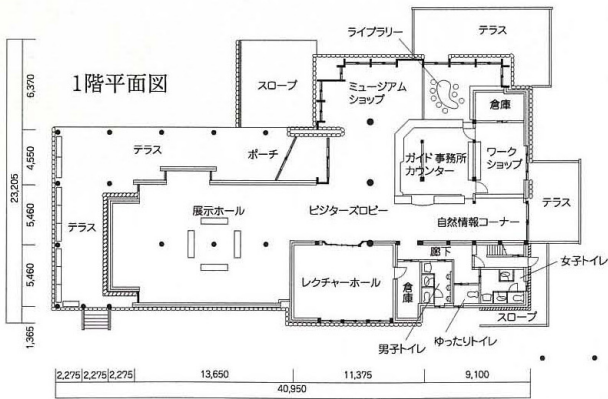 1階平面図
テラス
ライブラリー
スロープ
ミュージアム
ショップ
倉庫
テラス
ポーチ
ガイド 事務所
カウンター
ワーク
ショップ
テラス
展示ホール
ビジターズロビー
自然情報コーナー
テラス
レクチャーホール
倉庫
廊下
女子トイレ
スロープ
男子トイレ
ゆったりトイレ
6,370
4,550
5,460
5,460
1,365
23,205
2,275
2,275
2,275
13,650
11,375
9,100
40,950